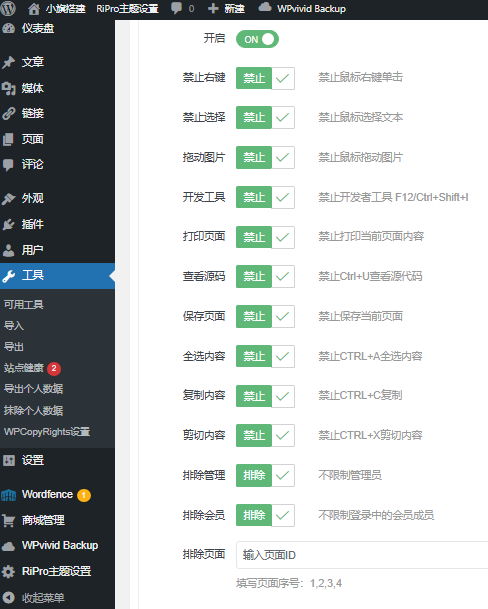 小旗搭建 RiPro主题设置 0 新建 WPvivid Backup
仪表盘
文章
媒体
链接
页面
评论
外观
插件
用户
工具
可用工具
导入
导出
站点健康 2
导出个人数据
抹除个人数据
WPCopyRights设置
设置
Wordfence 1
商城管理
WPvivid Backup
RiPro主题设置
收起菜单
开启 ON
禁止右键 禁止 禁止鼠标右键单击
禁止选择 禁止 禁止鼠标选择文本
拖动图片 禁止 禁止鼠标拖动图片
开发工具 禁止 禁止开发者工具 F12/Ctrl+Shift+I
打印页面 禁止 禁止打印当前页面内容
查看源码 禁止 禁止Ctrl+U查看源代码
保存页面 禁止 禁止保存当前页面
全选内容 禁止 禁止CTRL+A全选内容
复制内容 禁止 禁止CTRL+C复制
剪切内容 禁止 禁止CTRL+X剪切内容
排除管理 排除 不限制管理员
排除会员 排除 不限制登录中的会员成员
排除页面 输入页面ID
填写页面序号：1,2,3,4